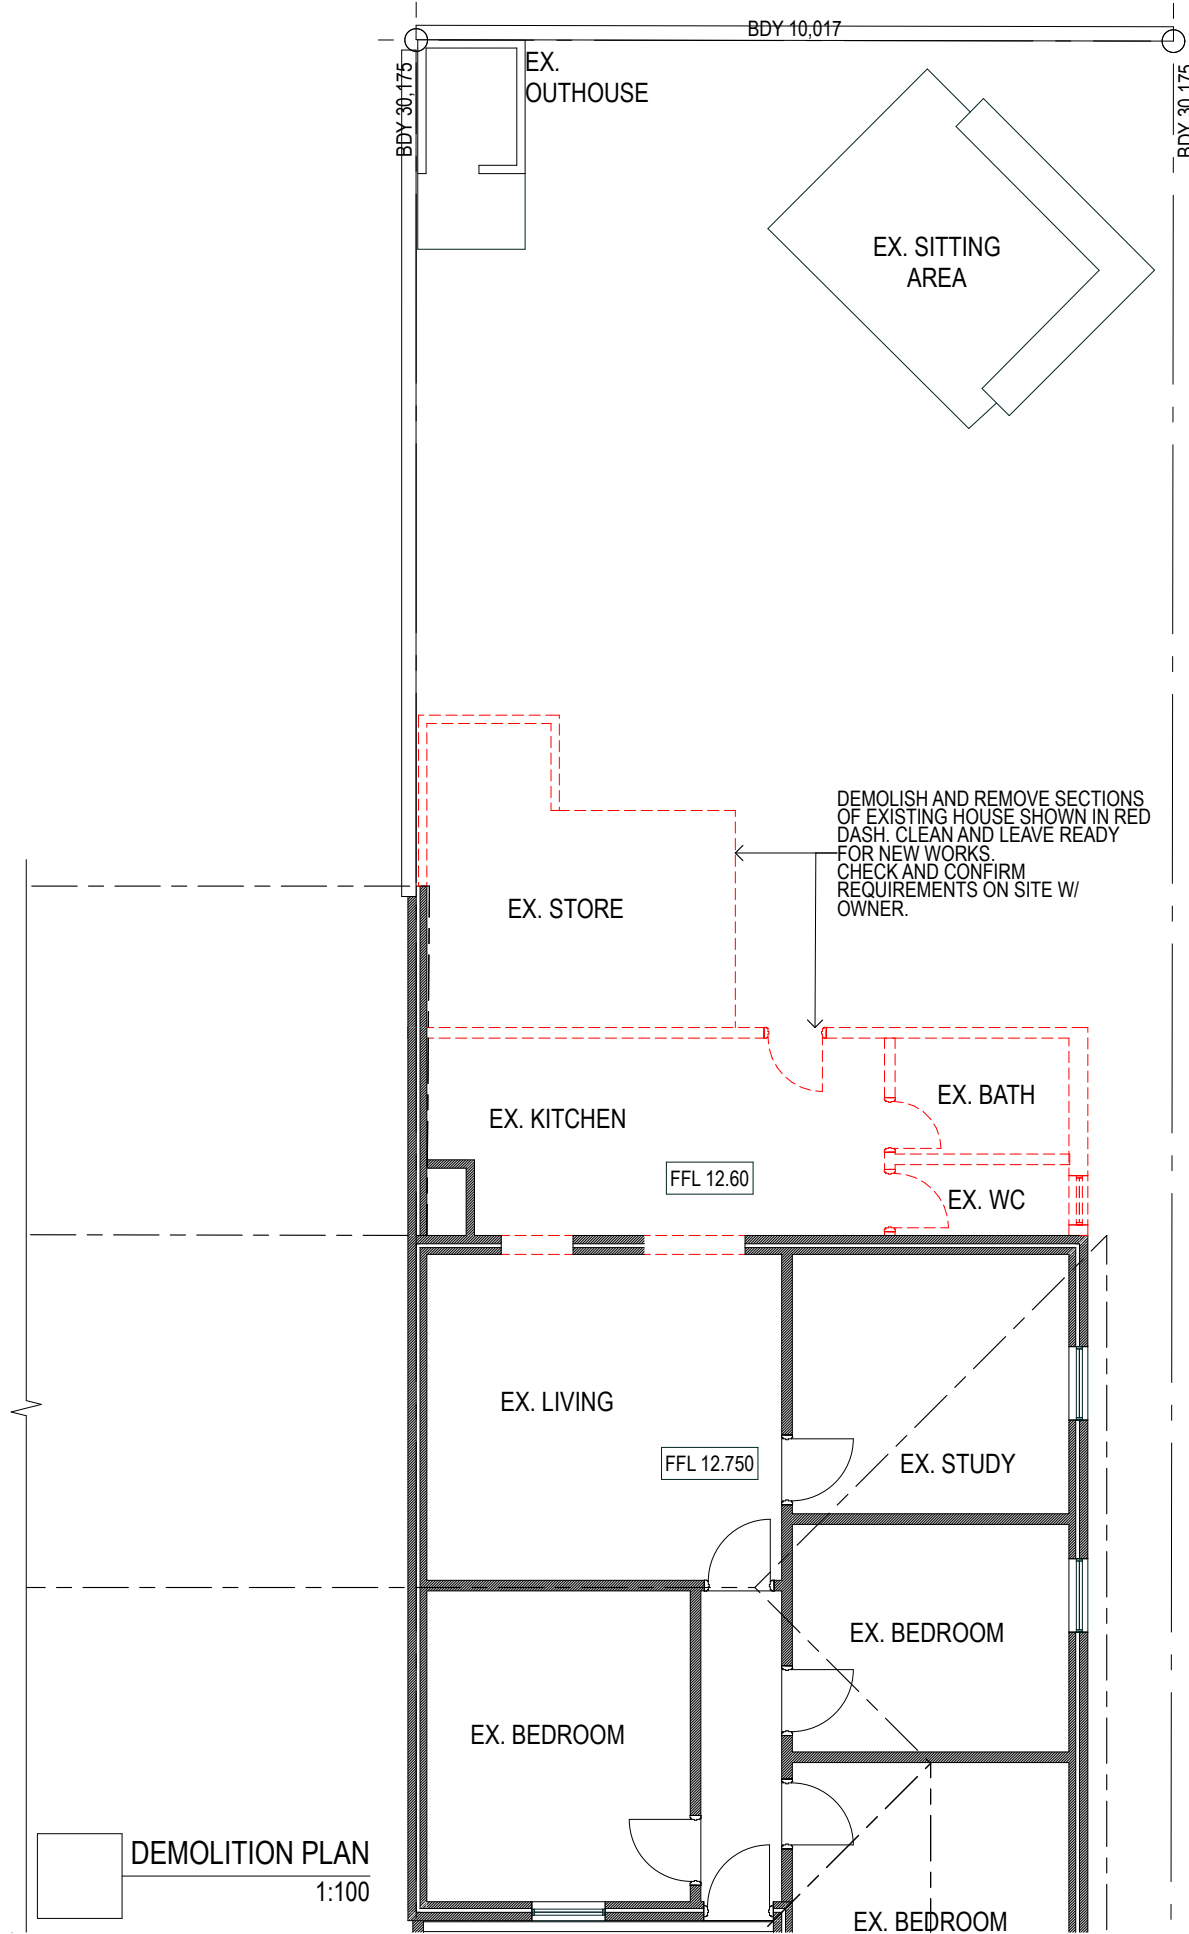 BDY 10,017
BDY 30,175
BDY 30,175
EX.
OUTHOUSE
EX. SITTING
AREA
DEMOLISH AND REMOVE SECTIONS
OF EXISTING HOUSE SHOWN IN RED
DASH. CLEAN AND LEAVE READY
FOR NEW WORKS.
CHECK AND CONFIRM
REQUIREMENTS ON SITE W/
OWNER.
EX. STORE
EX. KITCHEN
EX. BATH
FFL 12.60
EX. WC
EX. LIVING
FFL 12.750
EX. STUDY
EX. BEDROOM
EX. BEDROOM
DEMOLITION PLAN
1:100
EX. BEDROOM